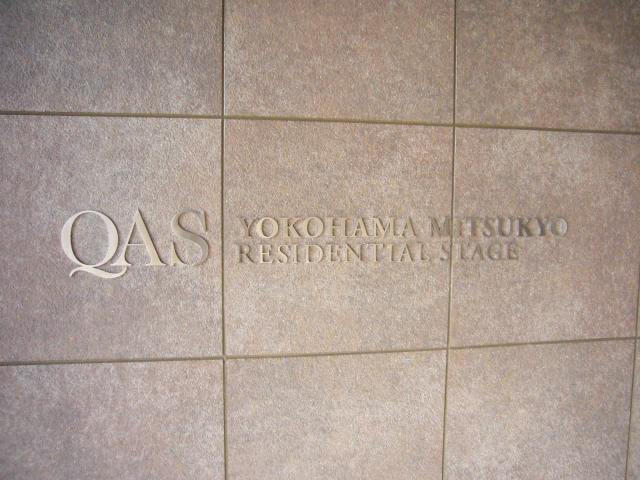 QAS
YOKOHAMA MITSUKYO
RESIDENTIAL STAGE